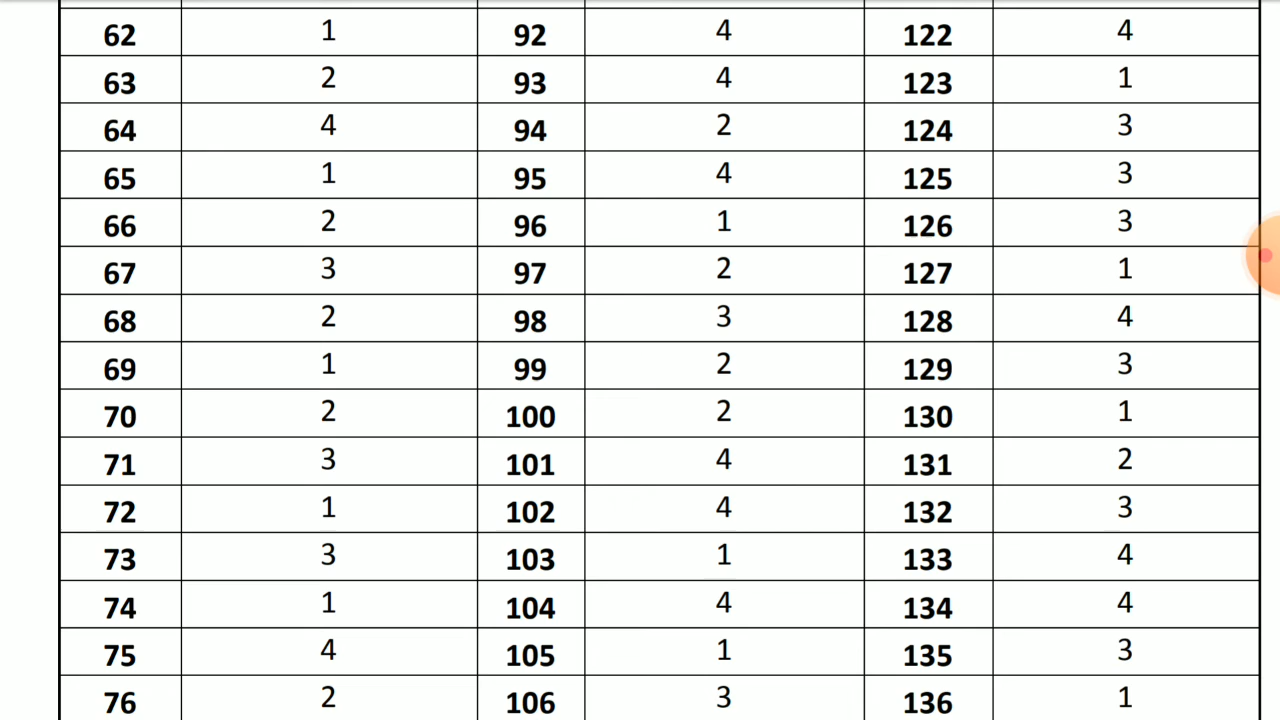 62 1 92 4 122 4
63 2 93 4 123 1
64 4 94 2 124 3
65 1 95 4 125 3
66 2 96 1 126 3
67 3 97 2 127 1
68 2 98 3 128 4
69 1 99 2 129 3
70 2 100 2 130 1
71 3 101 4 131 2
72 1 102 4 132 3
73 3 103 1 133 4
74 1 104 4 134 4
75 4 105 1 135 3
76 2 106 3 136 1